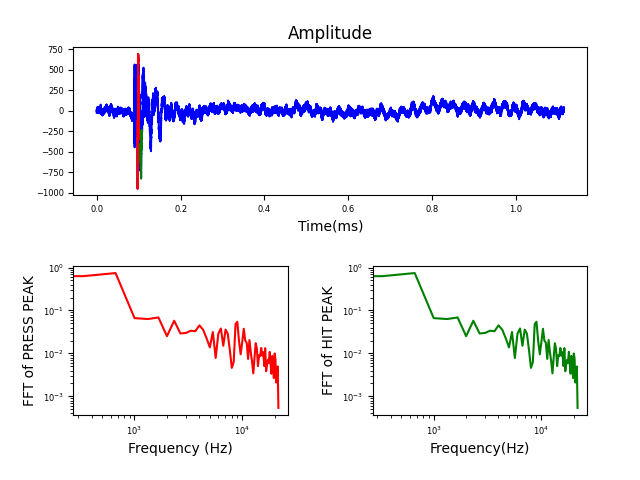 Amplitude
750
500
250
0
−250
−500
−750
−1000
0.0 0.2 0.4 0.6 0.8 1.0
Time(ms)
FFT of PRESS PEAK
10⁰
10⁻¹
10⁻²
10⁻³
10³ 10⁴
Frequency (Hz)
FFT of HIT PEAK
10⁰
10⁻¹
10⁻²
10⁻³
10³ 10⁴
Frequency(Hz)